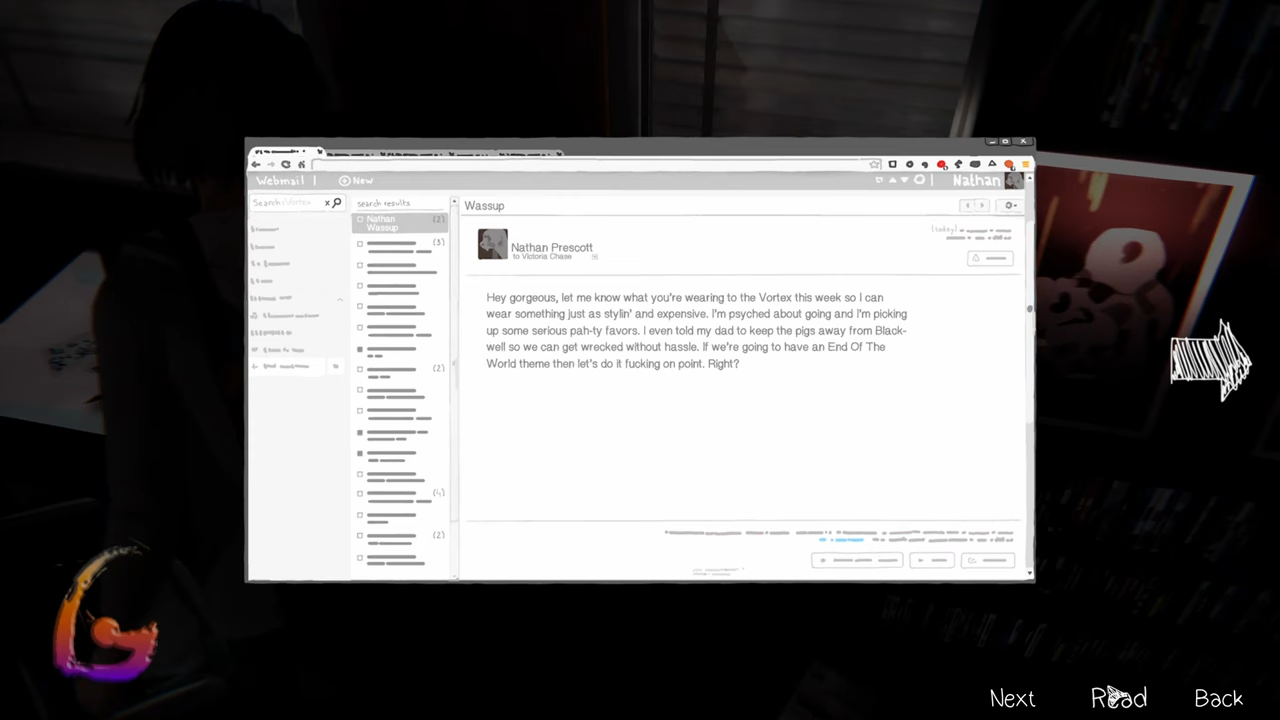 Webmail | New
Nathan
Search: Vortex x
search results
Wassup
Nathan (2)
Wassup
(3)
(2)
(4)
(2)
[today]
Nathan Prescott
to Victoria Chase
Hey gorgeous, let me know what you're wearing to the Vortex this week so I can
wear something just as stylin' and expensive. I'm psyched about going and I'm picking
up some serious pah-ty favors. I even told my dad to keep the pigs away from Black-
well so we can get wrecked without hassle. If we're going to have an End Of The
World theme then let's do it fucking on point. Right?
Next
Read
Back